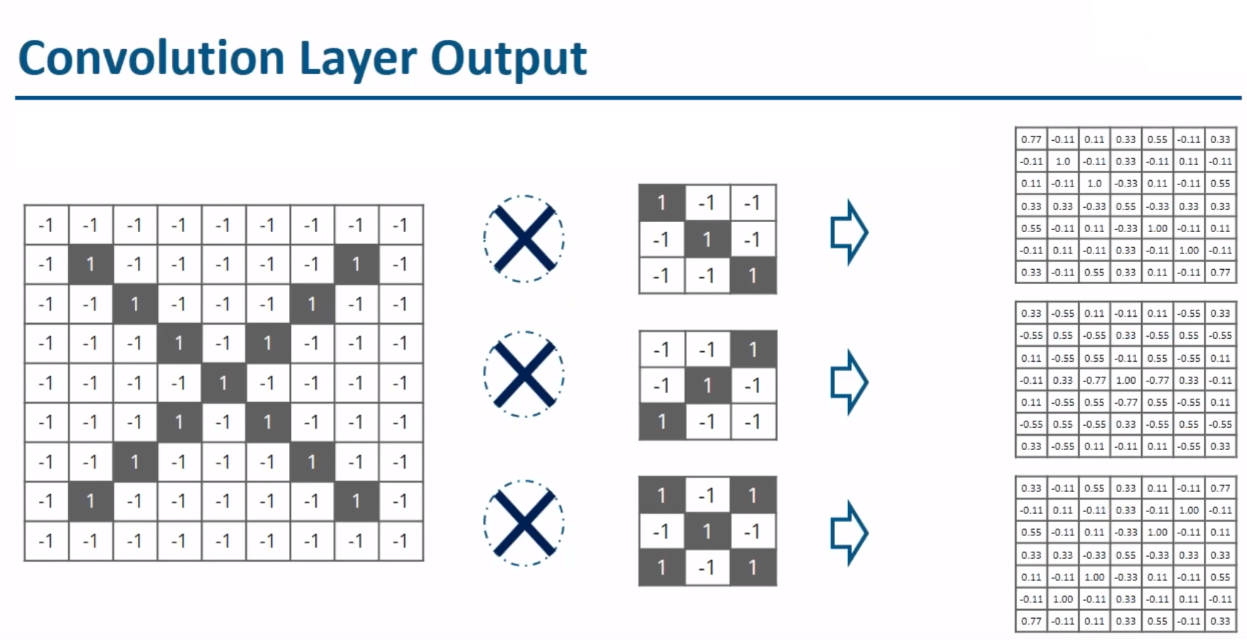 Convolution Layer Output
-1 -1 -1 -1 -1 -1 -1 -1 -1
-1 1 -1 -1 -1 -1 -1 1 -1
-1 -1 1 -1 -1 -1 1 -1 -1
-1 -1 -1 1 -1 1 -1 -1 -1
-1 -1 -1 -1 1 -1 -1 -1 -1
-1 -1 -1 1 -1 1 -1 -1 -1
-1 -1 1 -1 -1 -1 1 -1 -1
-1 1 -1 -1 -1 -1 -1 1 -1
-1 -1 -1 -1 -1 -1 -1 -1 -1
1 -1 -1
-1 1 -1
-1 -1 1
-1 -1 1
-1 1 -1
1 -1 -1
1 -1 1
-1 1 -1
1 -1 1
0.77 -0.11 0.11 0.33 0.55 -0.11 0.33
-0.11 1.0 -0.11 0.33 -0.11 0.11 -0.11
0.11 -0.11 1.0 -0.33 0.11 -0.11 0.55
0.33 0.33 -0.33 0.55 -0.33 0.33 0.33
0.55 -0.11 0.11 -0.33 1.00 -0.11 0.11
-0.11 0.11 -0.11 0.33 -0.11 1.00 -0.11
0.33 -0.11 0.55 0.33 0.11 -0.11 0.77
0.33 -0.55 0.11 -0.11 0.11 -0.55 0.33
-0.55 0.55 -0.55 0.33 -0.55 0.55 -0.55
0.11 -0.55 0.55 -0.11 0.55 -0.55 0.11
-0.11 0.33 -0.77 1.00 -0.77 0.33 -0.11
0.11 -0.55 0.55 -0.77 0.55 -0.55 0.11
-0.55 0.55 -0.55 0.33 -0.55 0.55 -0.55
0.33 -0.55 0.11 -0.11 0.11 -0.55 0.33
0.33 -0.11 0.55 0.33 0.11 -0.11 0.77
-0.11 0.11 -0.11 0.33 -0.11 1.00 -0.11
0.55 -0.11 0.11 -0.33 1.00 -0.11 0.11
0.33 0.33 -0.33 0.55 -0.33 0.33 0.33
0.11 -0.11 1.00 -0.33 0.11 -0.11 0.55
-0.11 1.00 -0.11 0.33 -0.11 0.11 -0.11
0.77 -0.11 0.11 0.33 0.55 -0.11 0.33